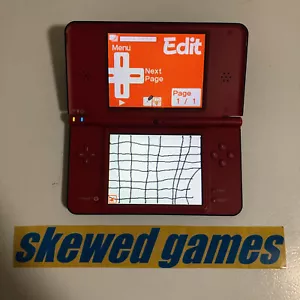 Menu
Edit
Next
Page
Page
1 / 1
skewed games